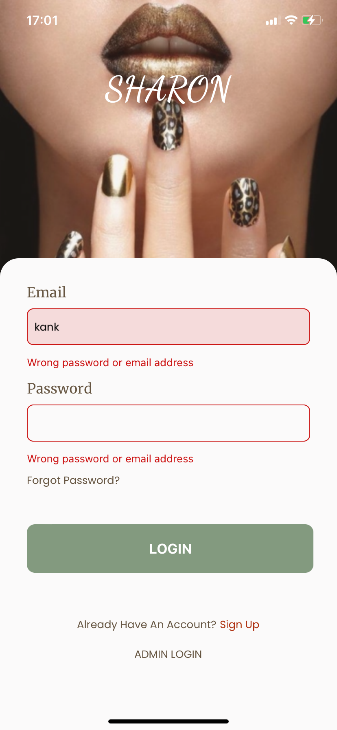 17:01
SHARON
Email
kank
Wrong password or email address
Password
Wrong password or email address
Forgot Password?
LOGIN
Already Have An Account? Sign Up
ADMIN LOGIN